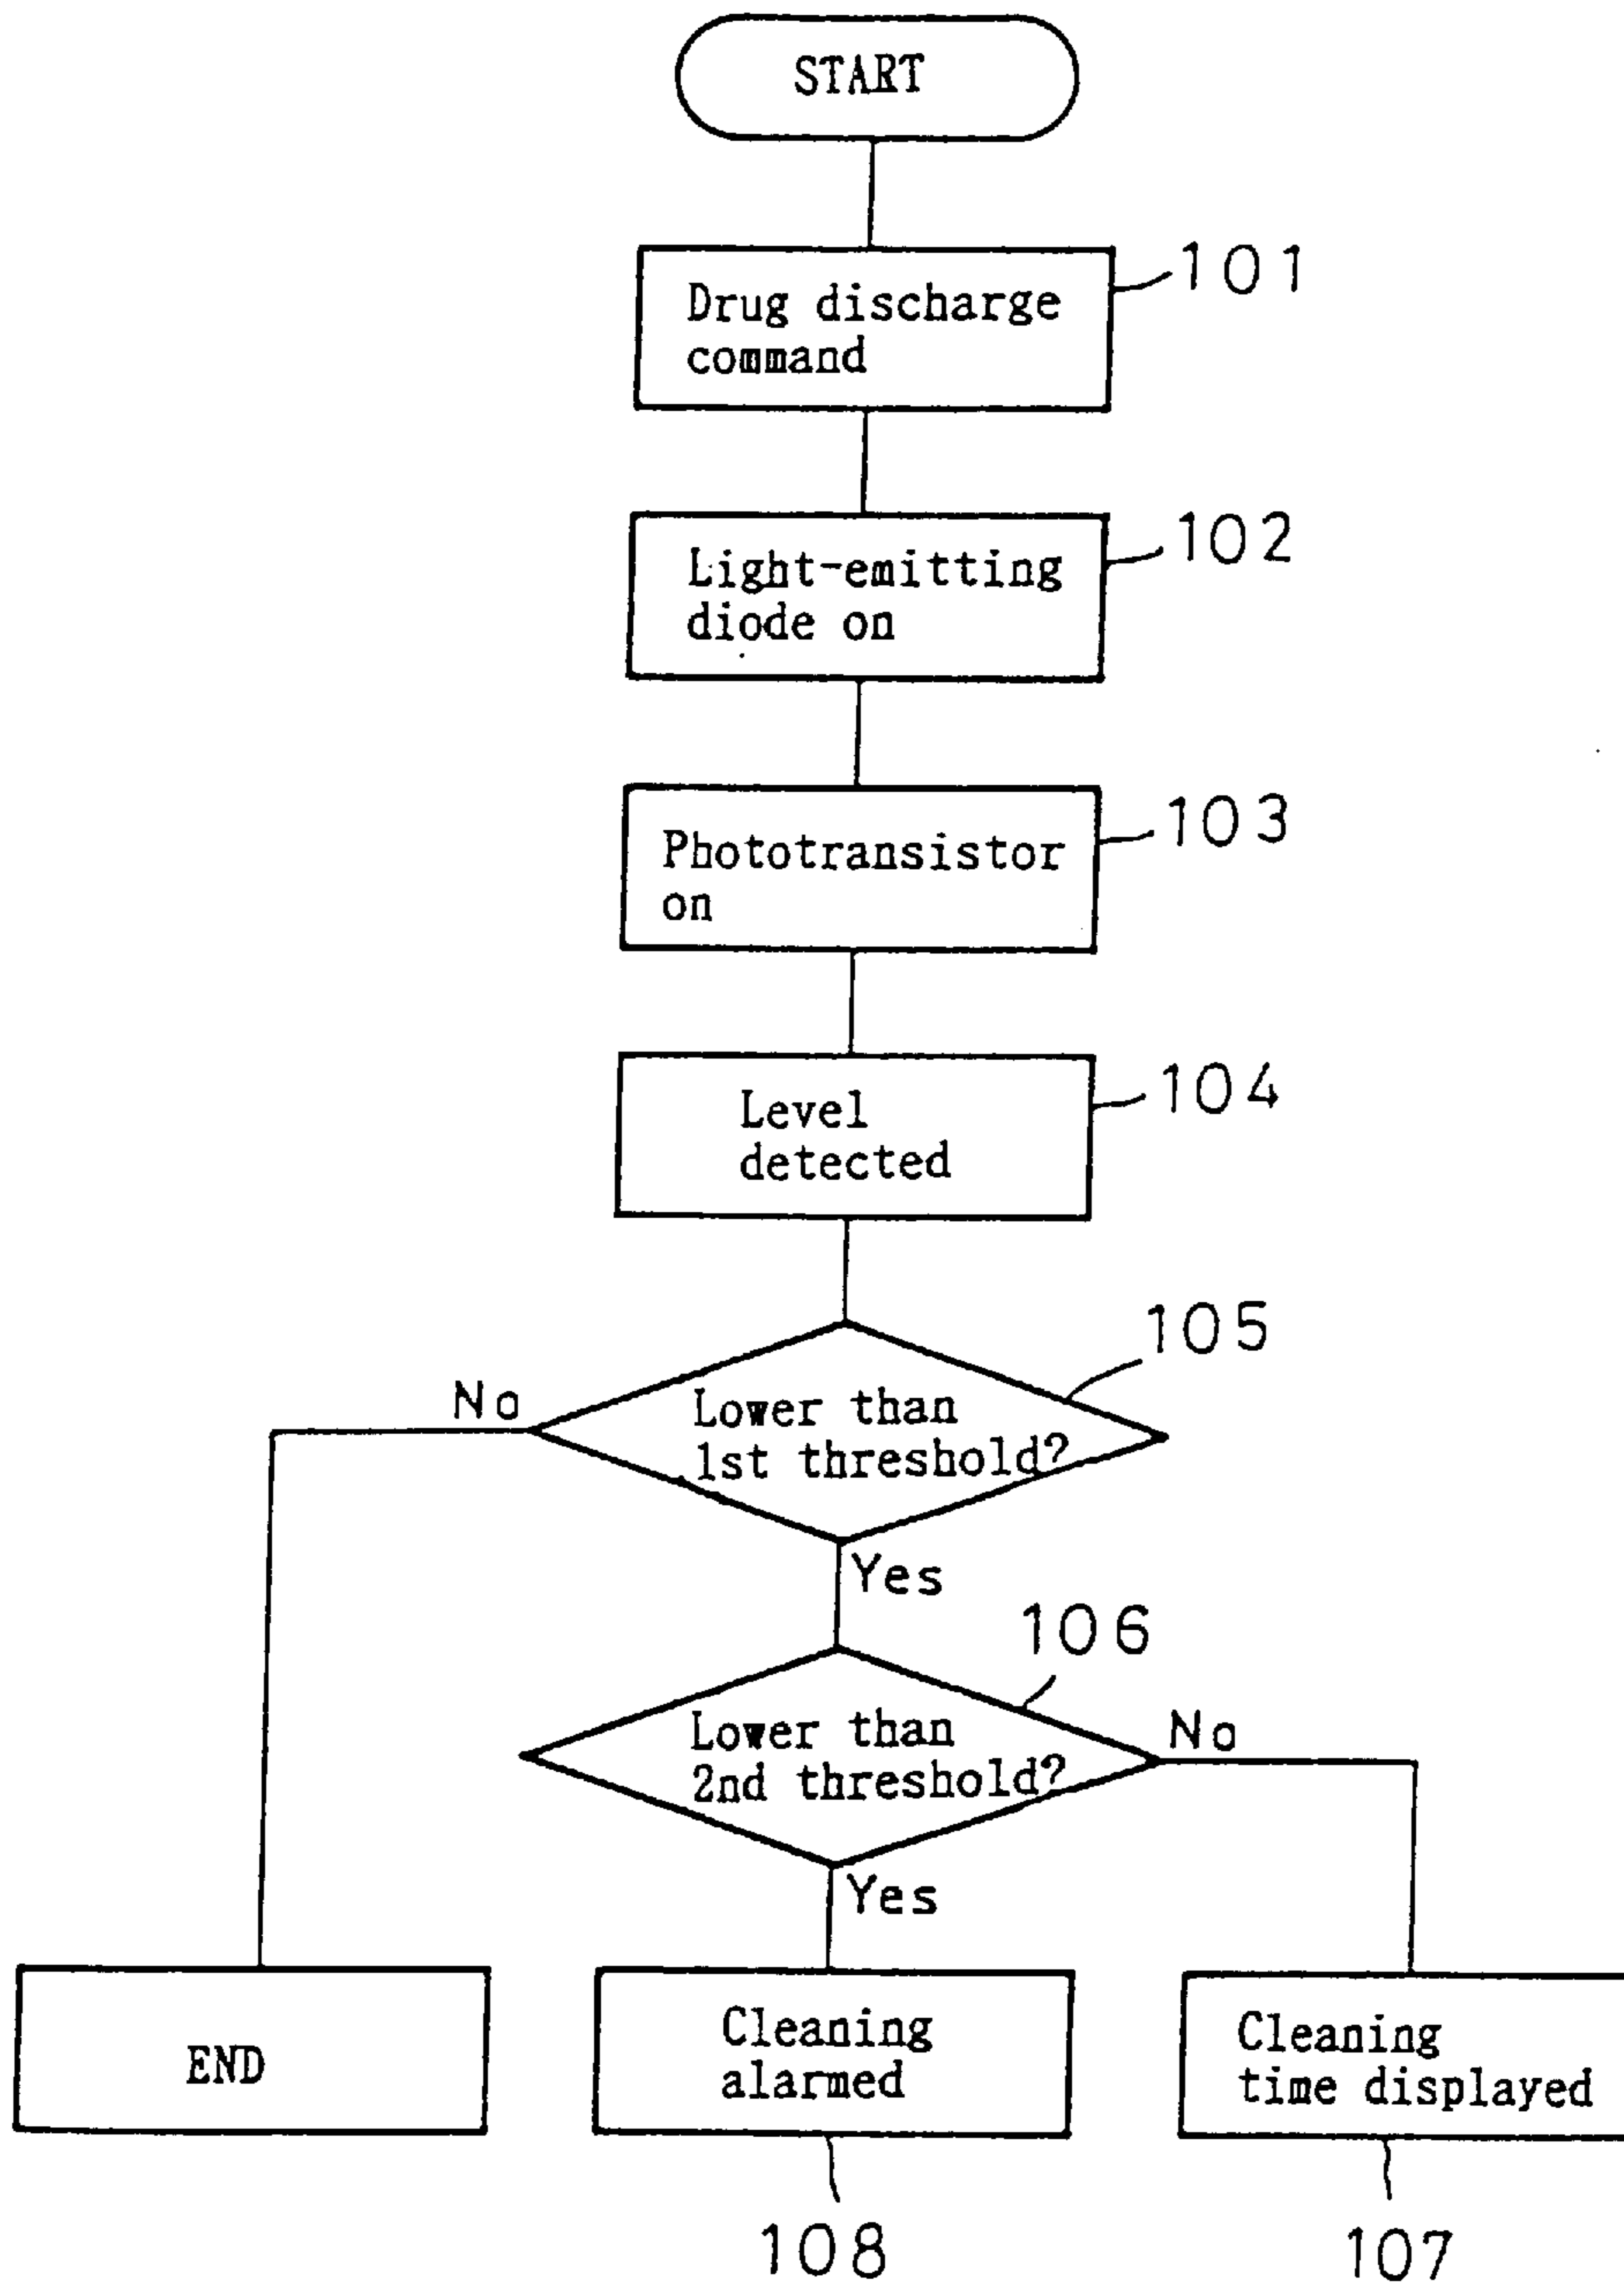 START
Drug discharge
command
101
Light-emitting
diode on
102
Phototransistor
on
103
Level
detected
104
105
No
Lower than
1st threshold?
Yes
106
Lower than
2nd threshold?
No
Yes
END
Cleaning
alarmed
Cleaning
time displayed
108
107